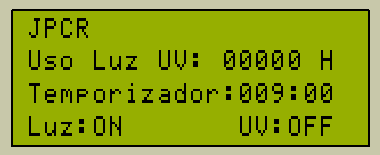 JPCR
Uso Luz UV: 00000 H
Temporizador:009:00
Luz:ON UV:OFF